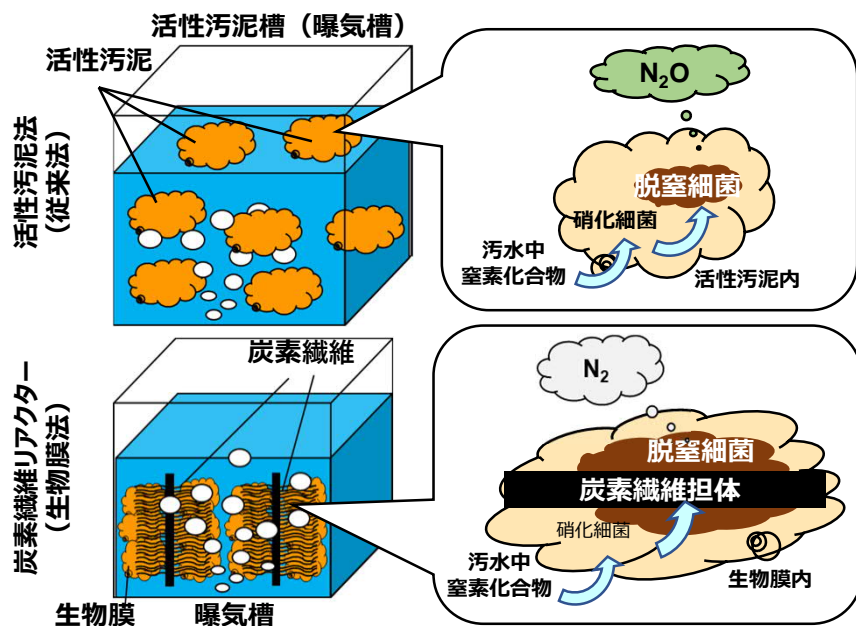 活性汚泥槽（曝気槽）
活性汚泥
活性汚泥法
（従来法）
N₂O
脱窒細菌
硝化細菌
汚水中
窒素化合物
活性汚泥内
炭素繊維
炭素繊維リアクター
（生物膜法）
生物膜
曝気槽
N₂
脱窒細菌
炭素繊維担体
硝化細菌
汚水中
窒素化合物
生物膜内